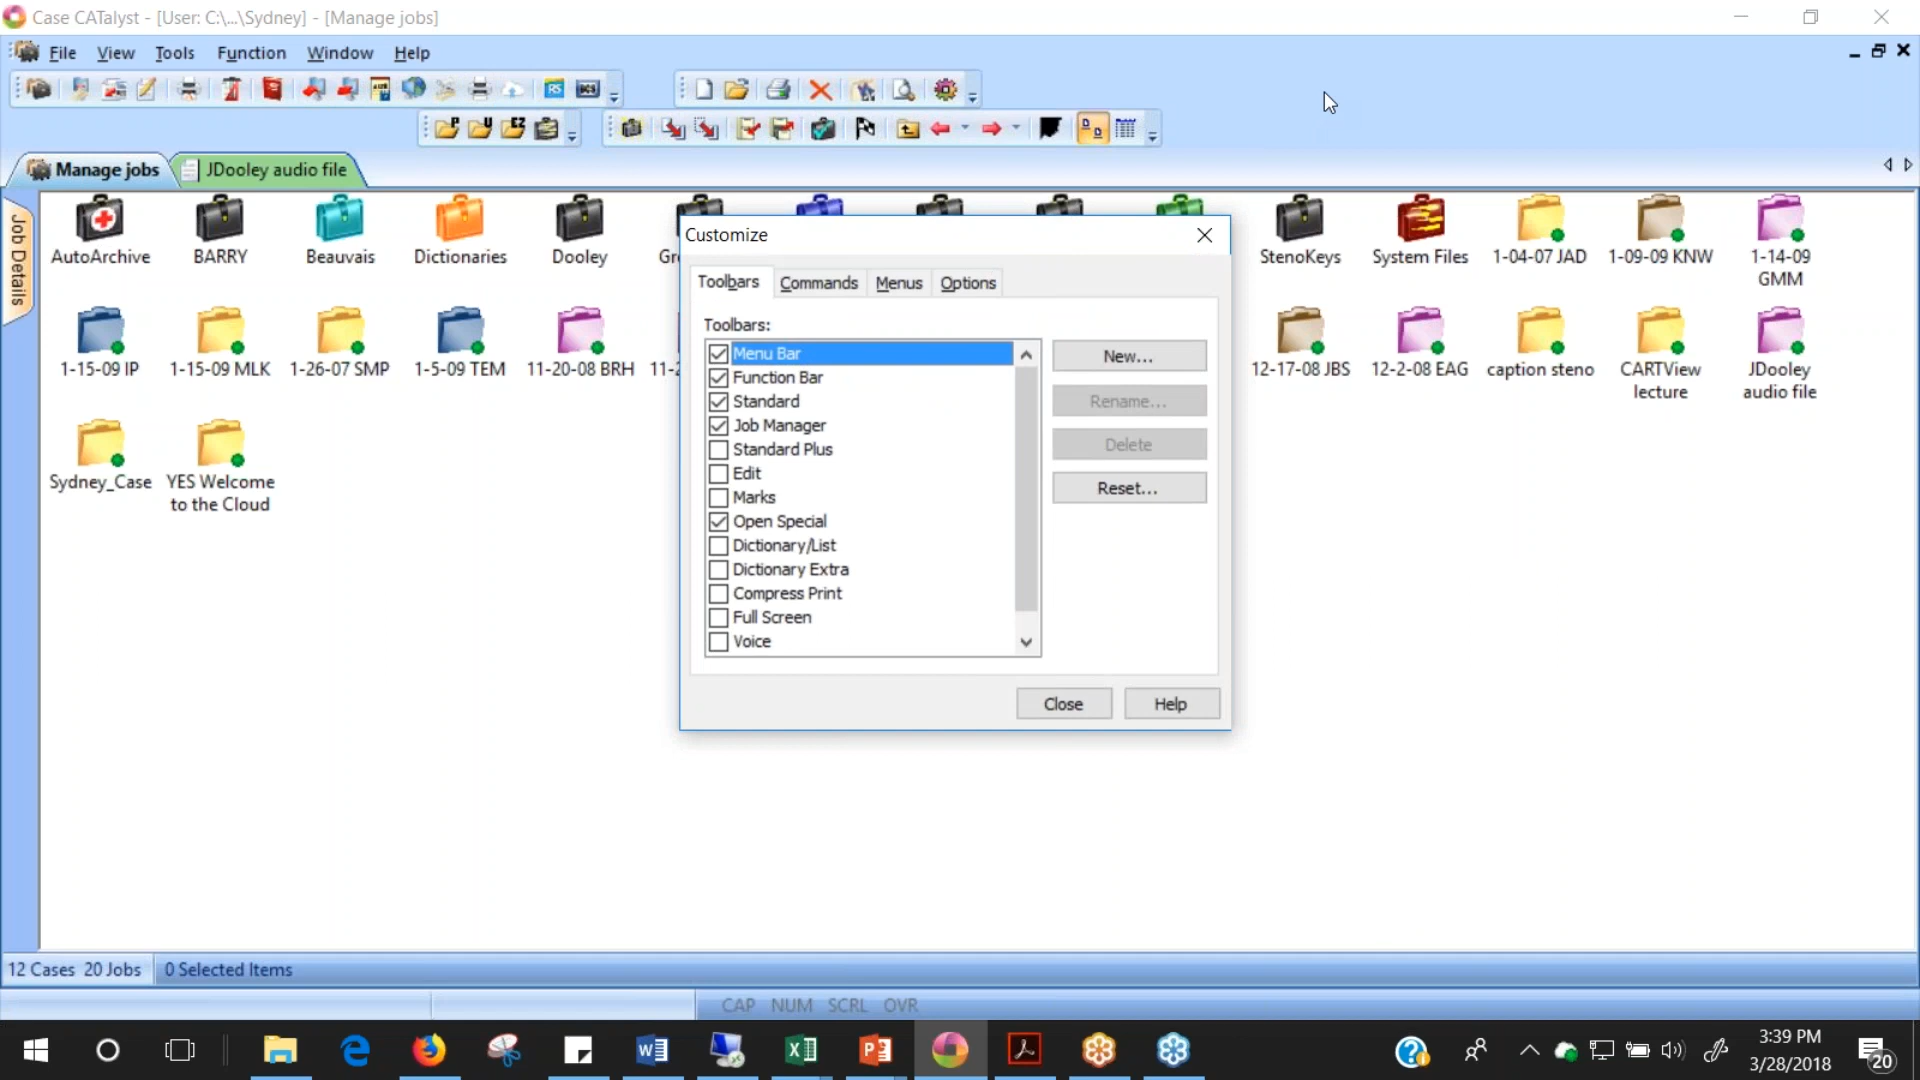 Case CATalyst - [User: C:\...\Sydney] - [Manage jobs]
File View Tools Function Window Help
RS
Manage jobs JDooley audio file
Job Details
AutoArchive BARRY Beauvais Dictionaries Dooley StenoKeys System Files 1-04-07 JAD 1-09-09 KNW 1-14-09
GMM
1-15-09 IP 1-15-09 MLK 1-26-07 SMP 1-5-09 TEM 11-20-08 BRH 12-17-08 JBS 12-2-08 EAG caption steno CARTView JDooley
lecture audio file
Sydney_Case YES Welcome
to the Cloud
Customize
Toolbars Commands Menus Options
Toolbars:
Menu Bar
Function Bar
Standard
Job Manager
Standard Plus
Edit
Marks
Open Special
Dictionary/List
Dictionary Extra
Compress Print
Full Screen
Voice
New...
Rename...
Delete
Reset...
Close Help
12 Cases 20 Jobs 0 Selected Items
CAP NUM SCRL OVR
3:39 PM
3/28/2018
20